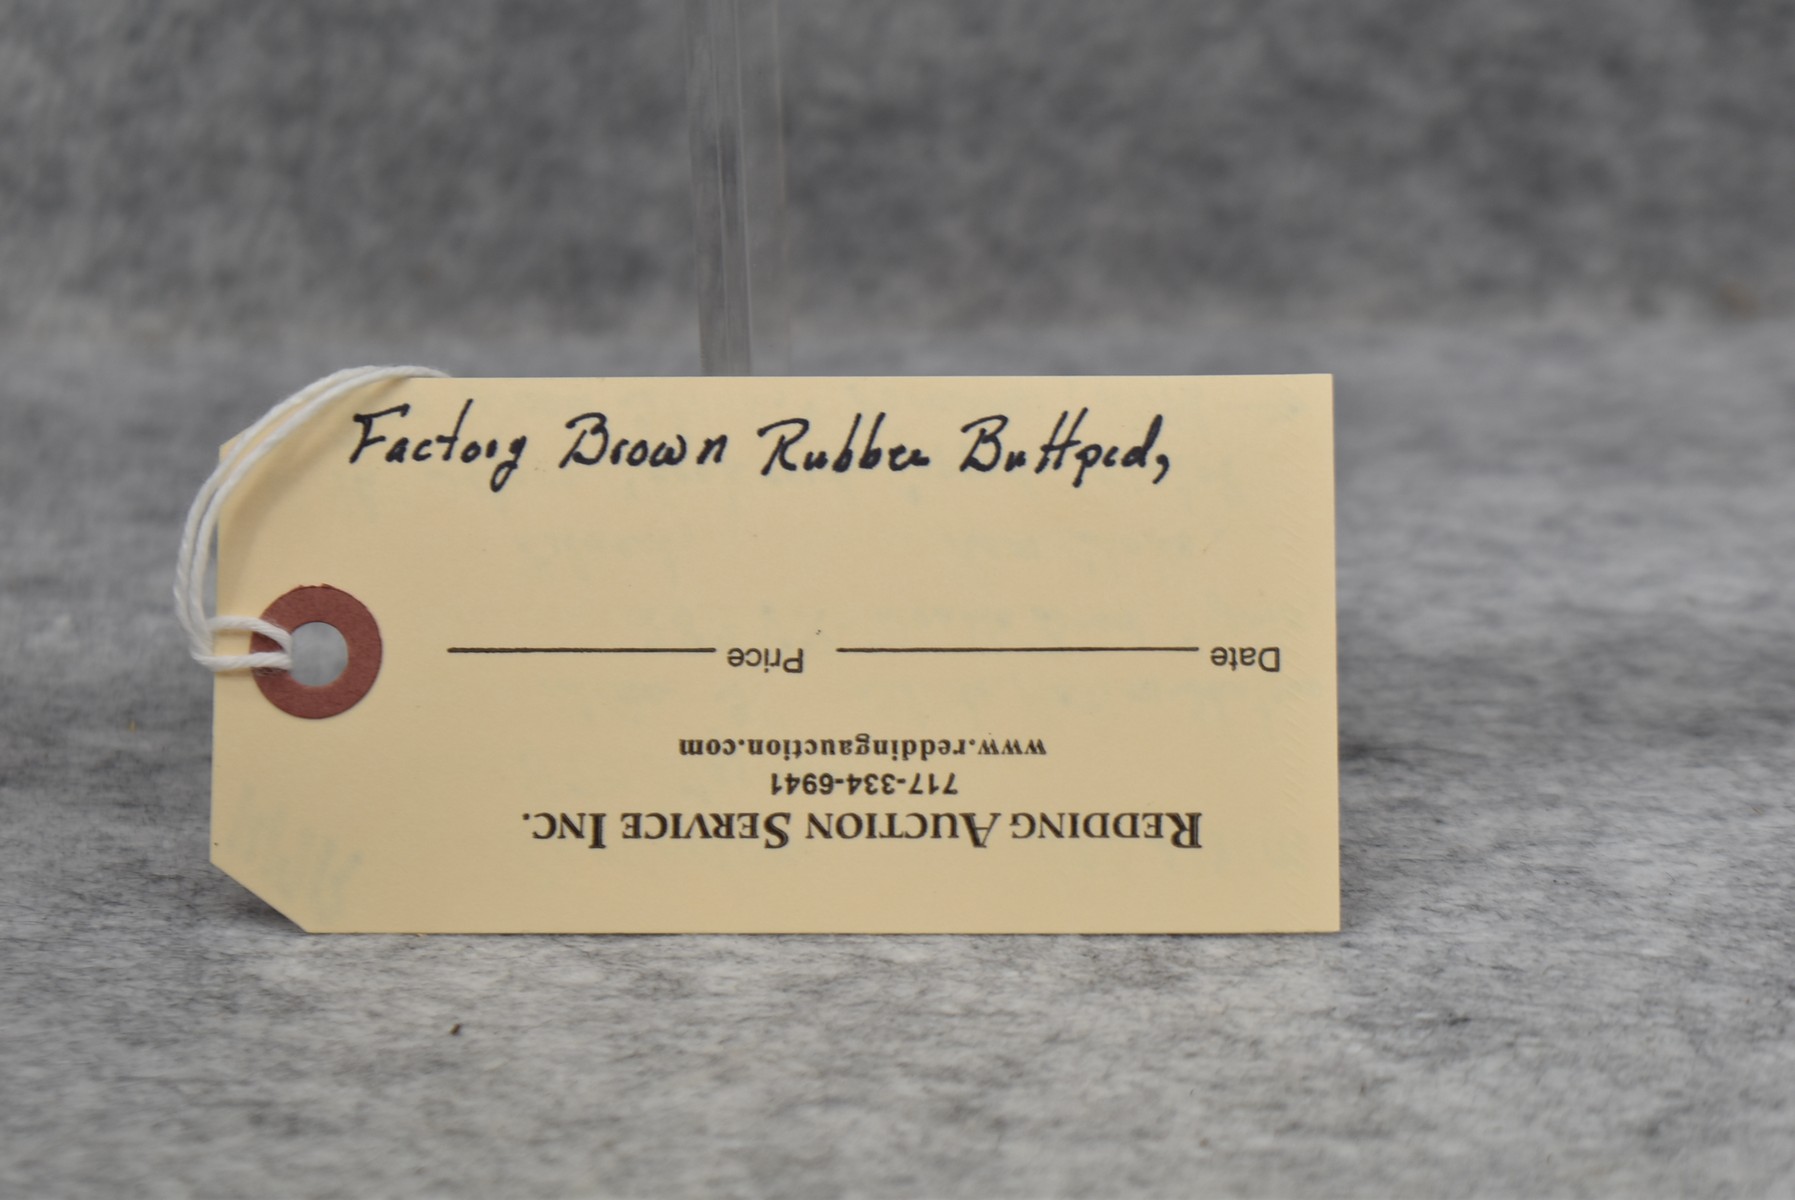 Factory Brown Rubber Buttpad,
Date Price
www.reddingauction.com
717-334-6941
REDDING AUCTION SERVICE INC.